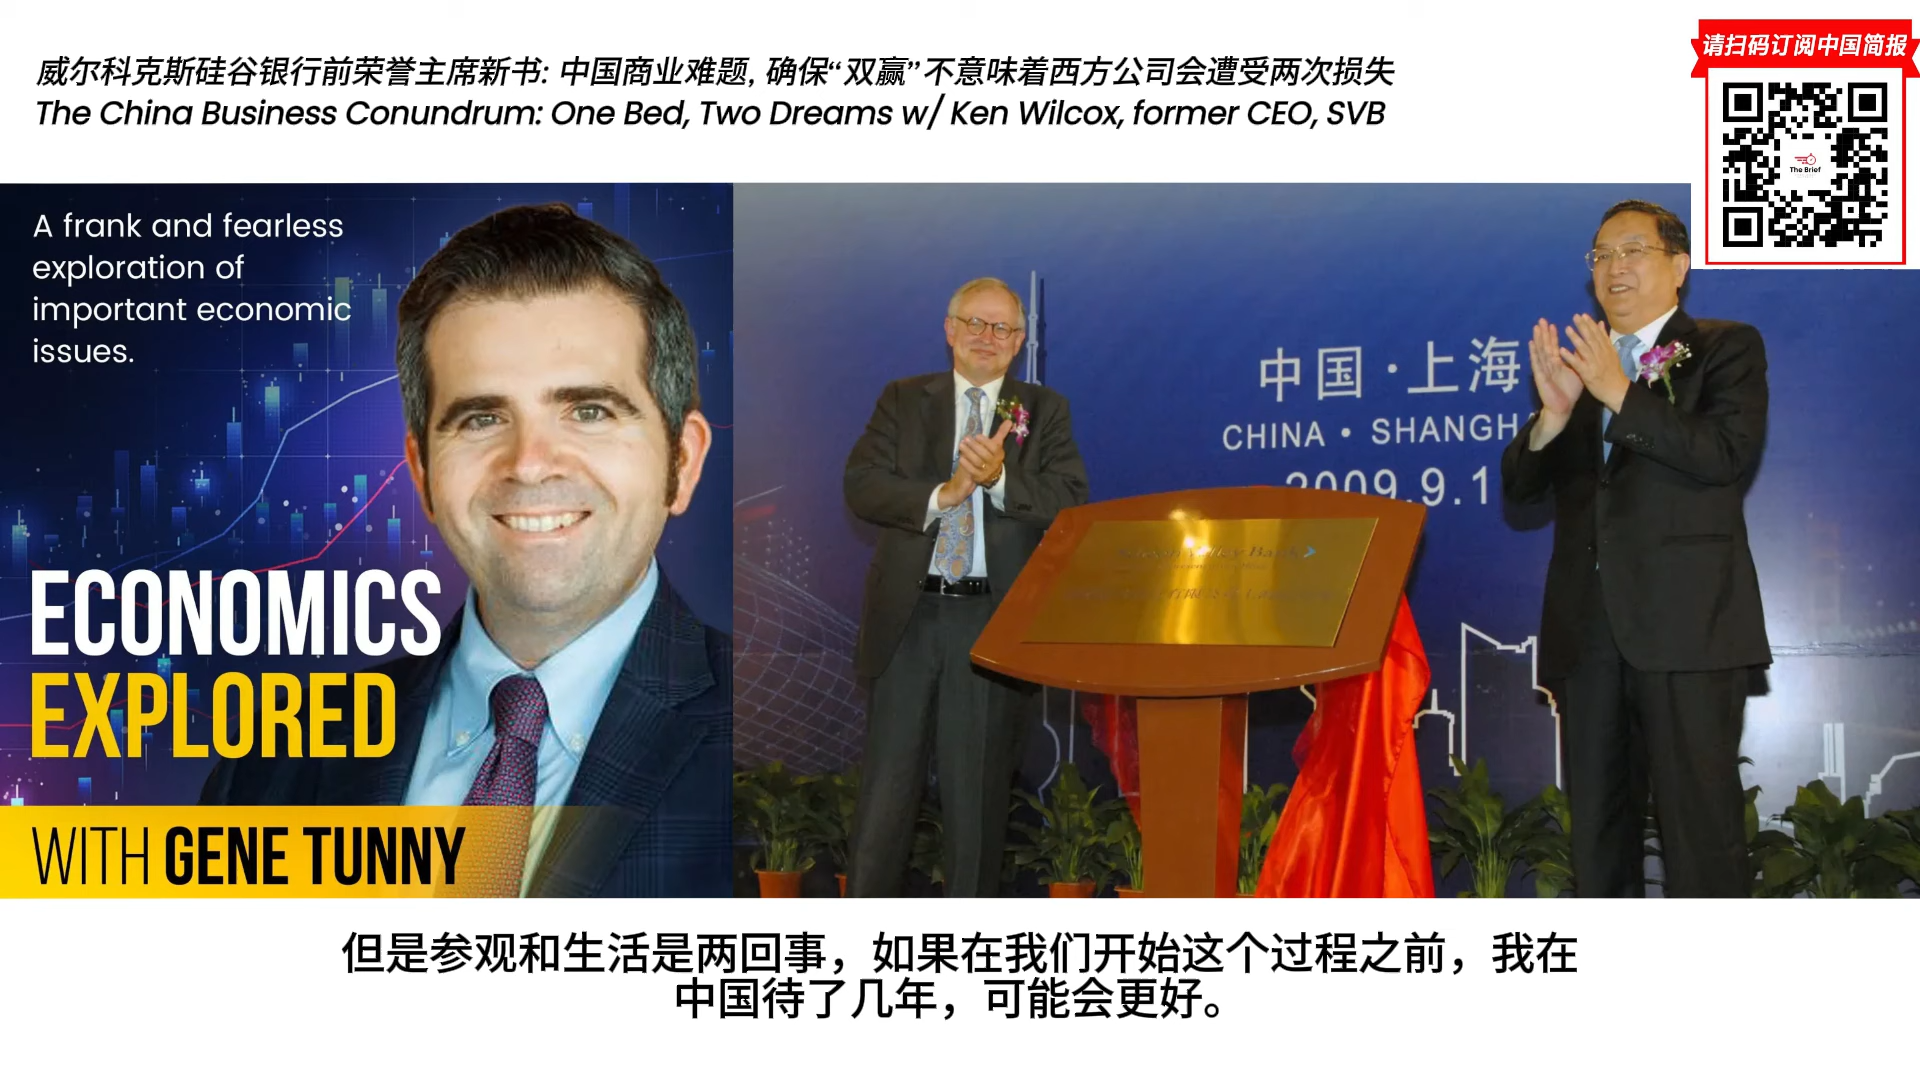 威尔科克斯硅谷银行前荣誉主席新书: 中国商业难题, 确保“双赢”不意味着西方公司会遭受两次损失
The China Business Conundrum: One Bed, Two Dreams w/ Ken Wilcox, former CEO, SVB
请扫码订阅中国简报
The Brief
A frank and fearless
exploration of
important economic
issues.
ECONOMICS
EXPLORED
WITH GENE TUNNY
中国·上海
CHINA • SHANGH
2009.9.1
但是参观和生活是两回事，如果在我们开始这个过程之前，我在
中国待了几年，可能会更好。